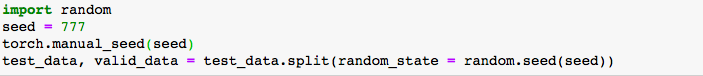 import random
seed = 777
torch.manual_seed(seed)
test_data, valid_data = test_data.split(random_state = random.seed(seed))